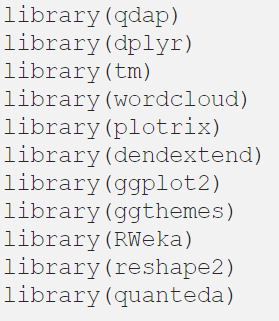 library(qdap)
library(dplyr)
library(tm)
library(wordcloud)
library(plotrix)
library(dendextend)
library(ggplot2)
library(ggthemes)
library(RWeka)
library(reshape2)
library(quanteda)